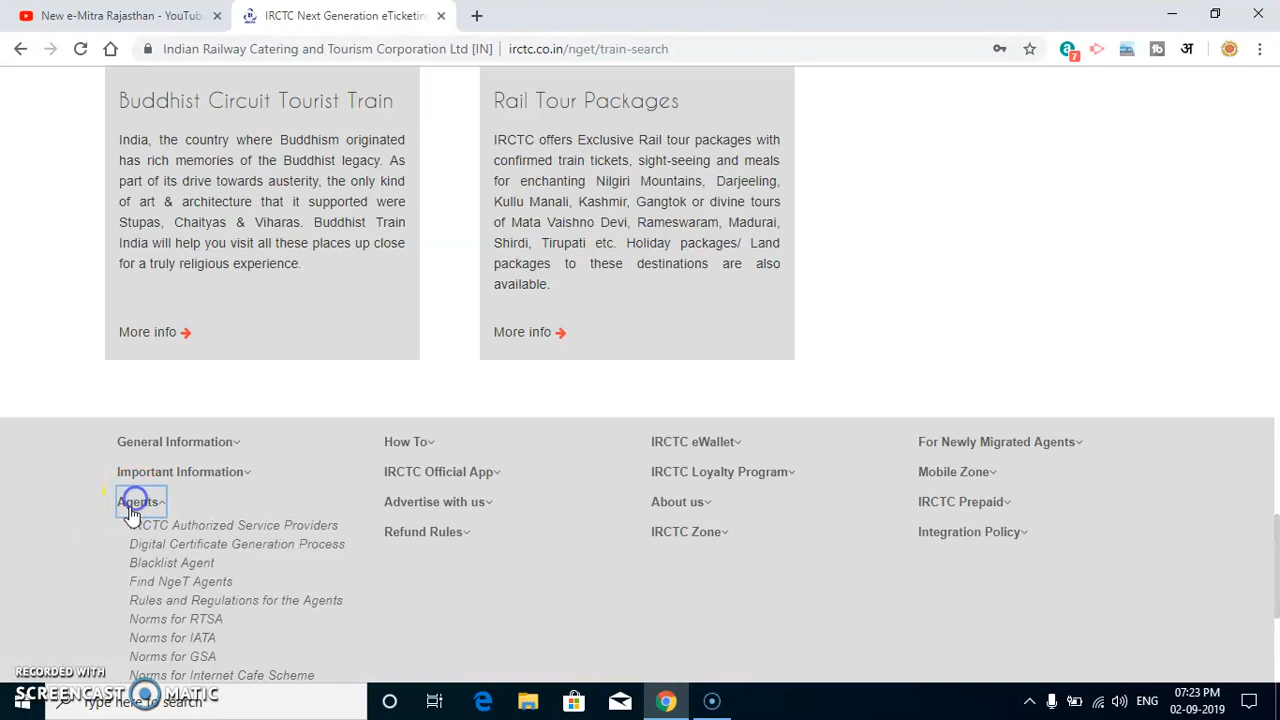 New e-Mitra Rajasthan - YouTub
IRCTC Next Generation eTicketing
Indian Railway Catering and Tourism Corporation Ltd [IN]
irctc.co.in/nget/train-search
7
अ
Buddhist Circuit Tourist Train
India, the country where Buddhism originated
has rich memories of the Buddhist legacy. As
part of its drive towards austerity, the only kind
of art & architecture that it supported were
Stupas, Chaityas & Viharas. Buddhist Train
India will help you visit all these places up close
for a truly religious experience.
More info
Rail Tour Packages
IRCTC offers Exclusive Rail tour packages with
confirmed train tickets, sight-seeing and meals
for enchanting Nilgiri Mountains, Darjeeling,
Kullu Manali, Kashmir, Gangtok or divine tours
of Mata Vaishno Devi, Rameswaram, Madurai,
Shirdi, Tirupati etc. Holiday packages/ Land
packages to these destinations are also
available.
More info
General Information
Important Information
Agents
IRCTC Authorized Service Providers
Digital Certificate Generation Process
Blacklist Agent
Find NgeT Agents
Rules and Regulations for the Agents
Norms for RTSA
Norms for IATA
Norms for GSA
Norms for Internet Cafe Scheme
How To
IRCTC Official App
Advertise with us
Refund Rules
IRCTC eWallet
IRCTC Loyalty Program
About us
IRCTC Zone
For Newly Migrated Agents
Mobile Zone
IRCTC Prepaid
Integration Policy
RECORDED WITH
SCREENCAST MATIC
Type here to search
ENG
07:23 PM
02-09-2019